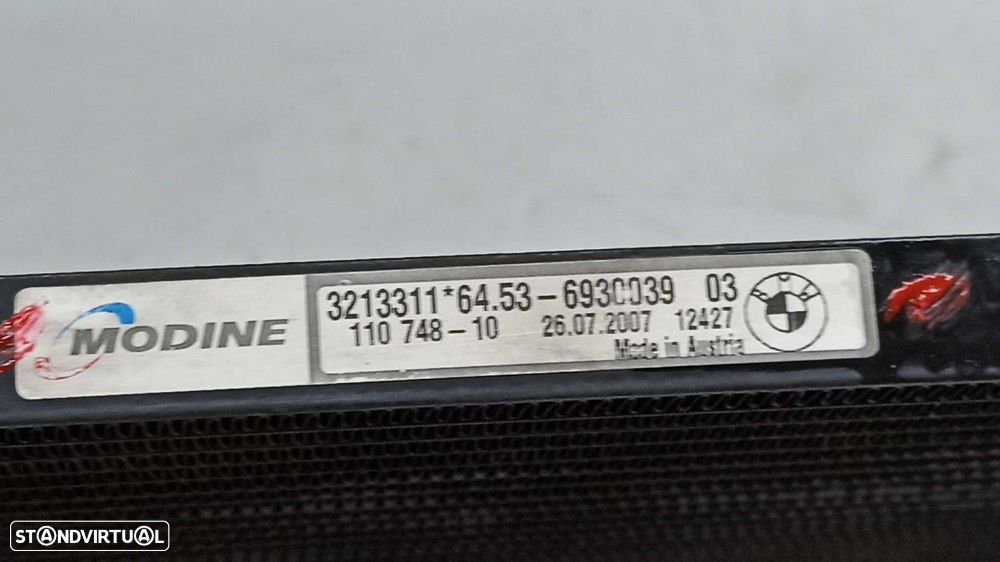 MODINE
3213311*64.53-6930039 03
110 748-10 26.07.2007 12427
Made in Austria
STANDVIRTUAL